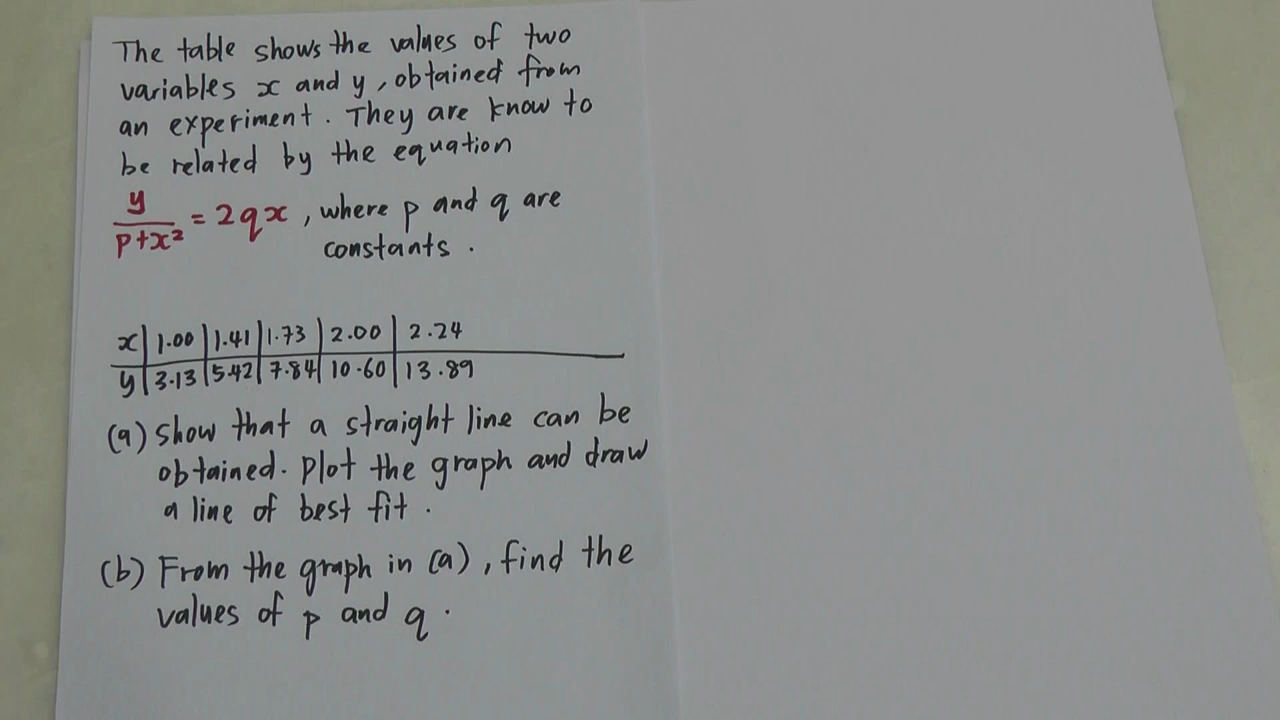 The table shows the values of two
variables x and y, obtained from
an experiment. They are know to
be related by the equation
y/(p+x²) = 2qx, where p and q are
constants.
x | 1.00 | 1.41 | 1.73 | 2.00 | 2.24
y | 3.13 | 5.42 | 7.84 | 10.60 | 13.89
(a) Show that a straight line can be
obtained. Plot the graph and draw
a line of best fit.
(b) From the graph in (a), find the
values of p and q.